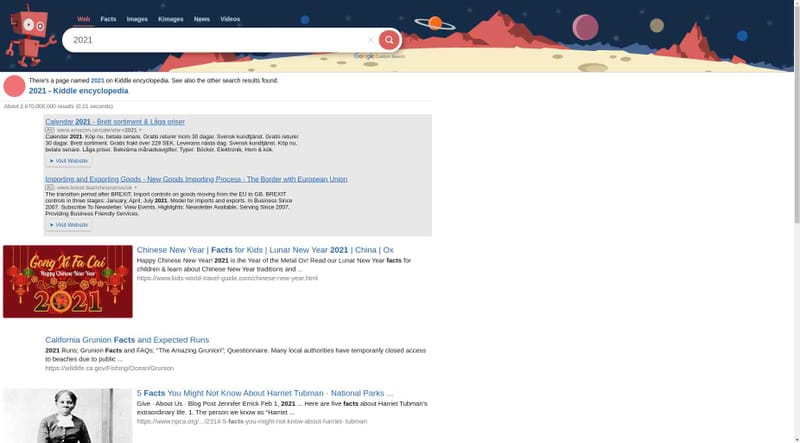 Web Facts Images Kimages News Videos
2021
Google Custom Search
There's a page named 2021 on Kiddle encyclopedia. See also the other search results found.
2021 - Kiddle encyclopedia
About 2,670,000,000 results (0.21 seconds)
Calendar 2021 - Brett sortiment & Låga priser
Ad www.amazon.se/calendar+2021
Calendar 2021. Köp nu, betala senare. Gratis returer inom 30 dagar. Svensk kundtjänst. Gratis returer
30 dagar. Brett sortiment. Gratis frakt över 229 SEK. Leverans nästa dag. Svensk kundtjänst. Köp nu,
betala senare. Låga priser. Bekväma månadsavgifter. Typer: Böcker, Elektronik, Hem & kök.
➤ Visit Website
Importing and Exporting Goods - New Goods Importing Process - The Border with European Union
Ad
The transition period after BREXIT. Import controls on goods moving from the EU to GB. BREXIT
controls in three stages: January, April, July 2021. Model for imports and exports. In Business Since
2007. Subscribe To Newsletter. View Events. Highlights: Newsletter Available, Serving Since 2007,
Providing Business Friendly Services.
➤ Visit Website
Gong Xi Fa Cai
Happy Chinese New Year
2021
Chinese New Year | Facts for Kids | Lunar New Year 2021 | China | Ox
Happy Chinese New Year! 2021 is the Year of the Metal Ox! Read our Lunar New Year facts for
children & learn about Chinese New Year traditions and ...
https://www.kids-world-travel-guide.com/chinese-new-year.html
California Grunion Facts and Expected Runs
2021 Runs; Grunion Facts and FAQs; "The Amazing Grunion"; Questionnaire. Many local authorities have temporarily closed access
to beaches due to public ...
https://wildlife.ca.gov/Fishing/Ocean/Grunion
5 Facts You Might Not Know About Harriet Tubman · National Parks ...
Give · About Us · Blog Post Jennifer Errick Feb 1, 2021 ... Here are five facts about Harriet Tubman's
extraordinary life. 1. The person we know as "Harriet ...
https://www.npca.org/.../2314-5-facts-you-might-not-know-about-harriet-tubman